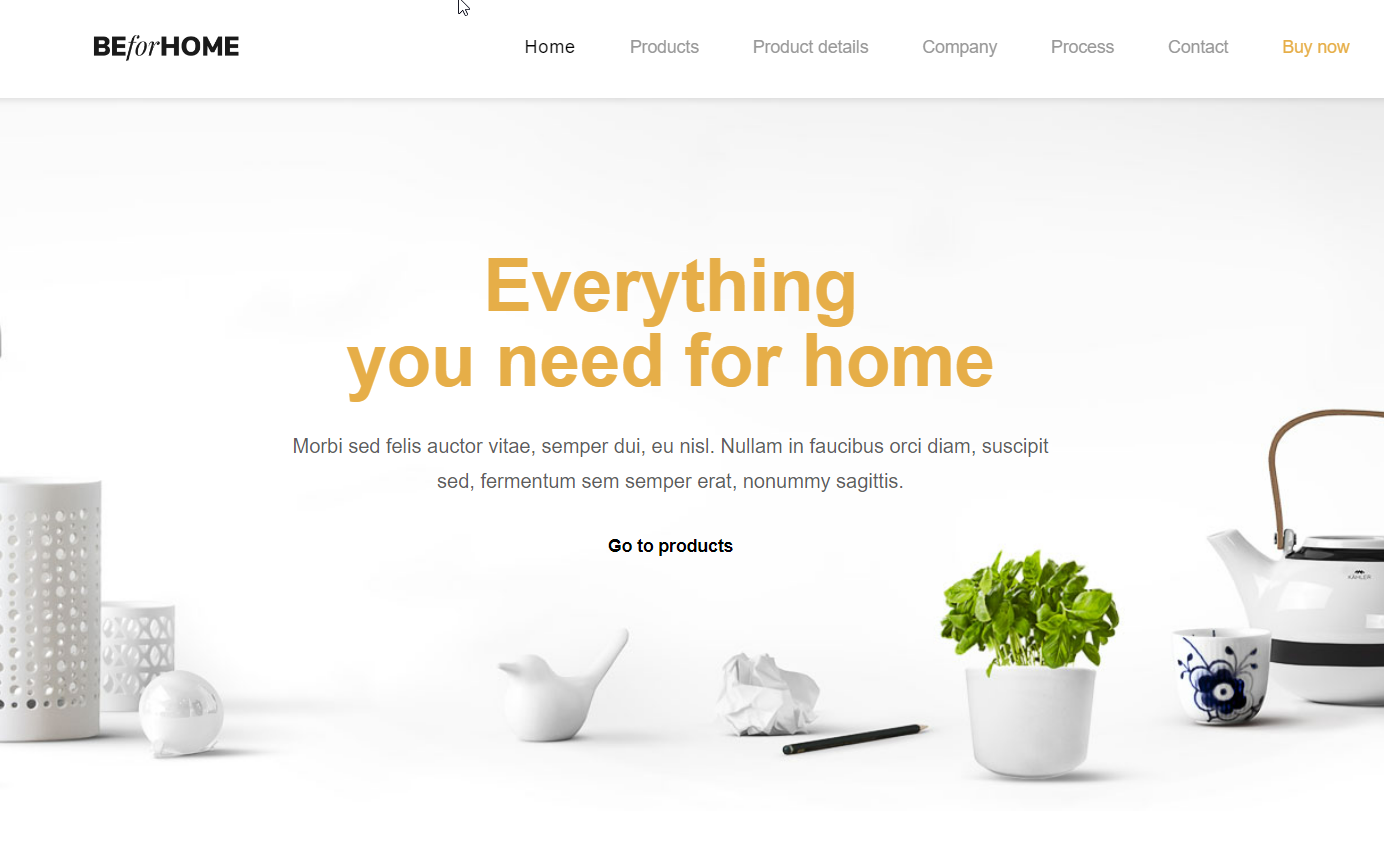 BEforHOME
Home Products Product details Company Process Contact Buy now
Everything
you need for home
Morbi sed felis auctor vitae, semper dui, eu nisl. Nullam in faucibus orci diam, suscipit
sed, fermentum sem semper erat, nonummy sagittis.
Go to products
KÄHLER